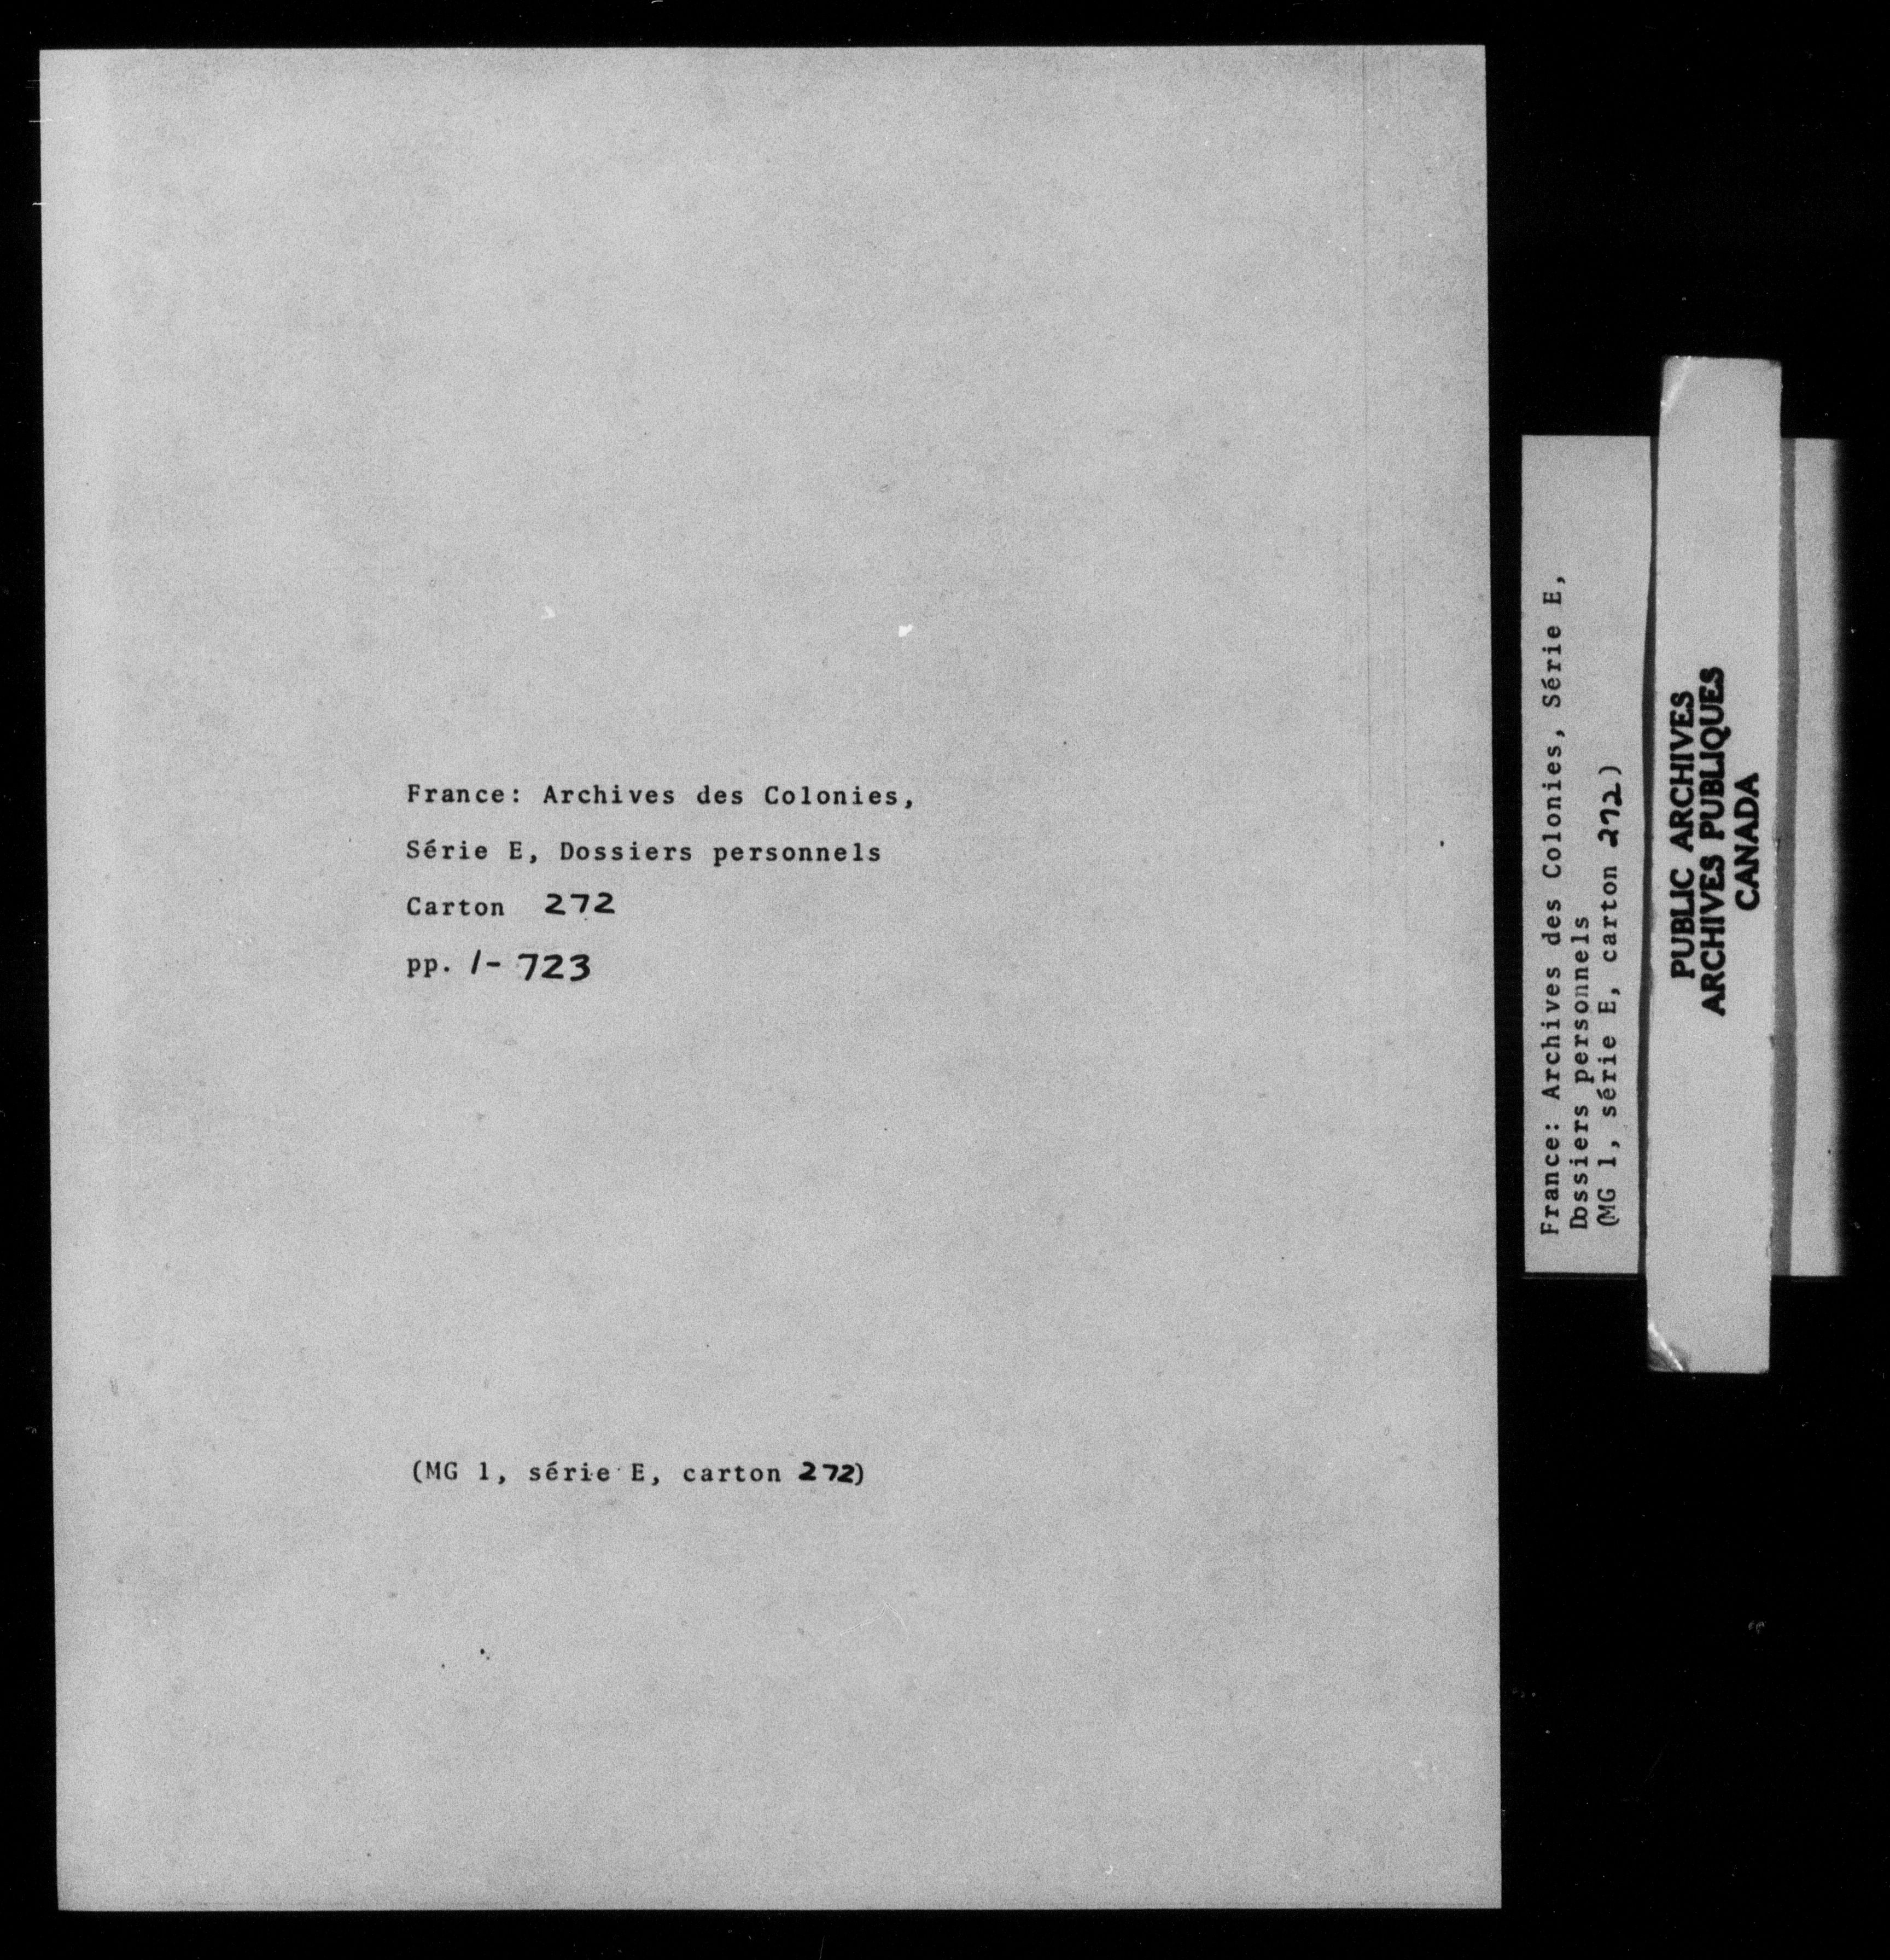 France: Archives des Colonies,
Série E, Dossiers personnels
Carton 272
pp. 1-723
(MG 1, série E, carton 272)
France: Archives des Colonies, Série E,
Dossiers personnels
(MG 1, série E, carton 272)
PUBLIC ARCHIVES
ARCHIVES PUBLIQUES
CANADA